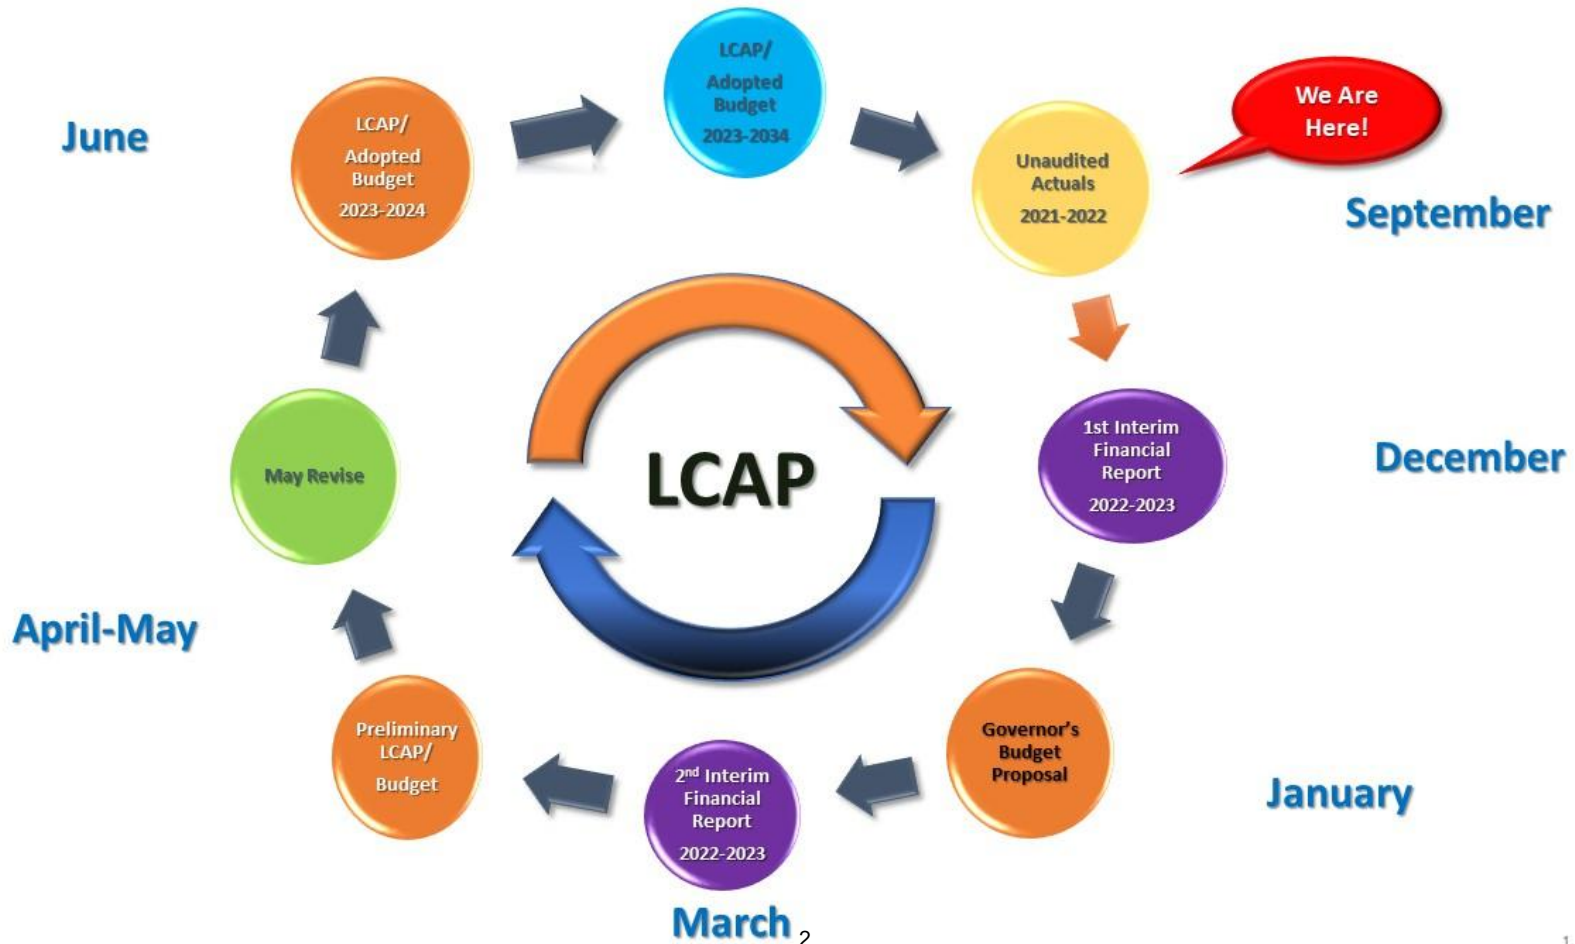 LCAP/
Adopted
Budget
2023-2034
We Are
Here!
June
LCAP/
Adopted
Budget
2023-2024
Unaudited
Actuals
2021-2022
September
1st Interim
Financial
Report
2022-2023
December
LCAP
May Revise
April-May
Preliminary
LCAP/
Budget
2nd Interim
Financial
Report
2022-2023
Governor's
Budget
Proposal
January
March
2
1